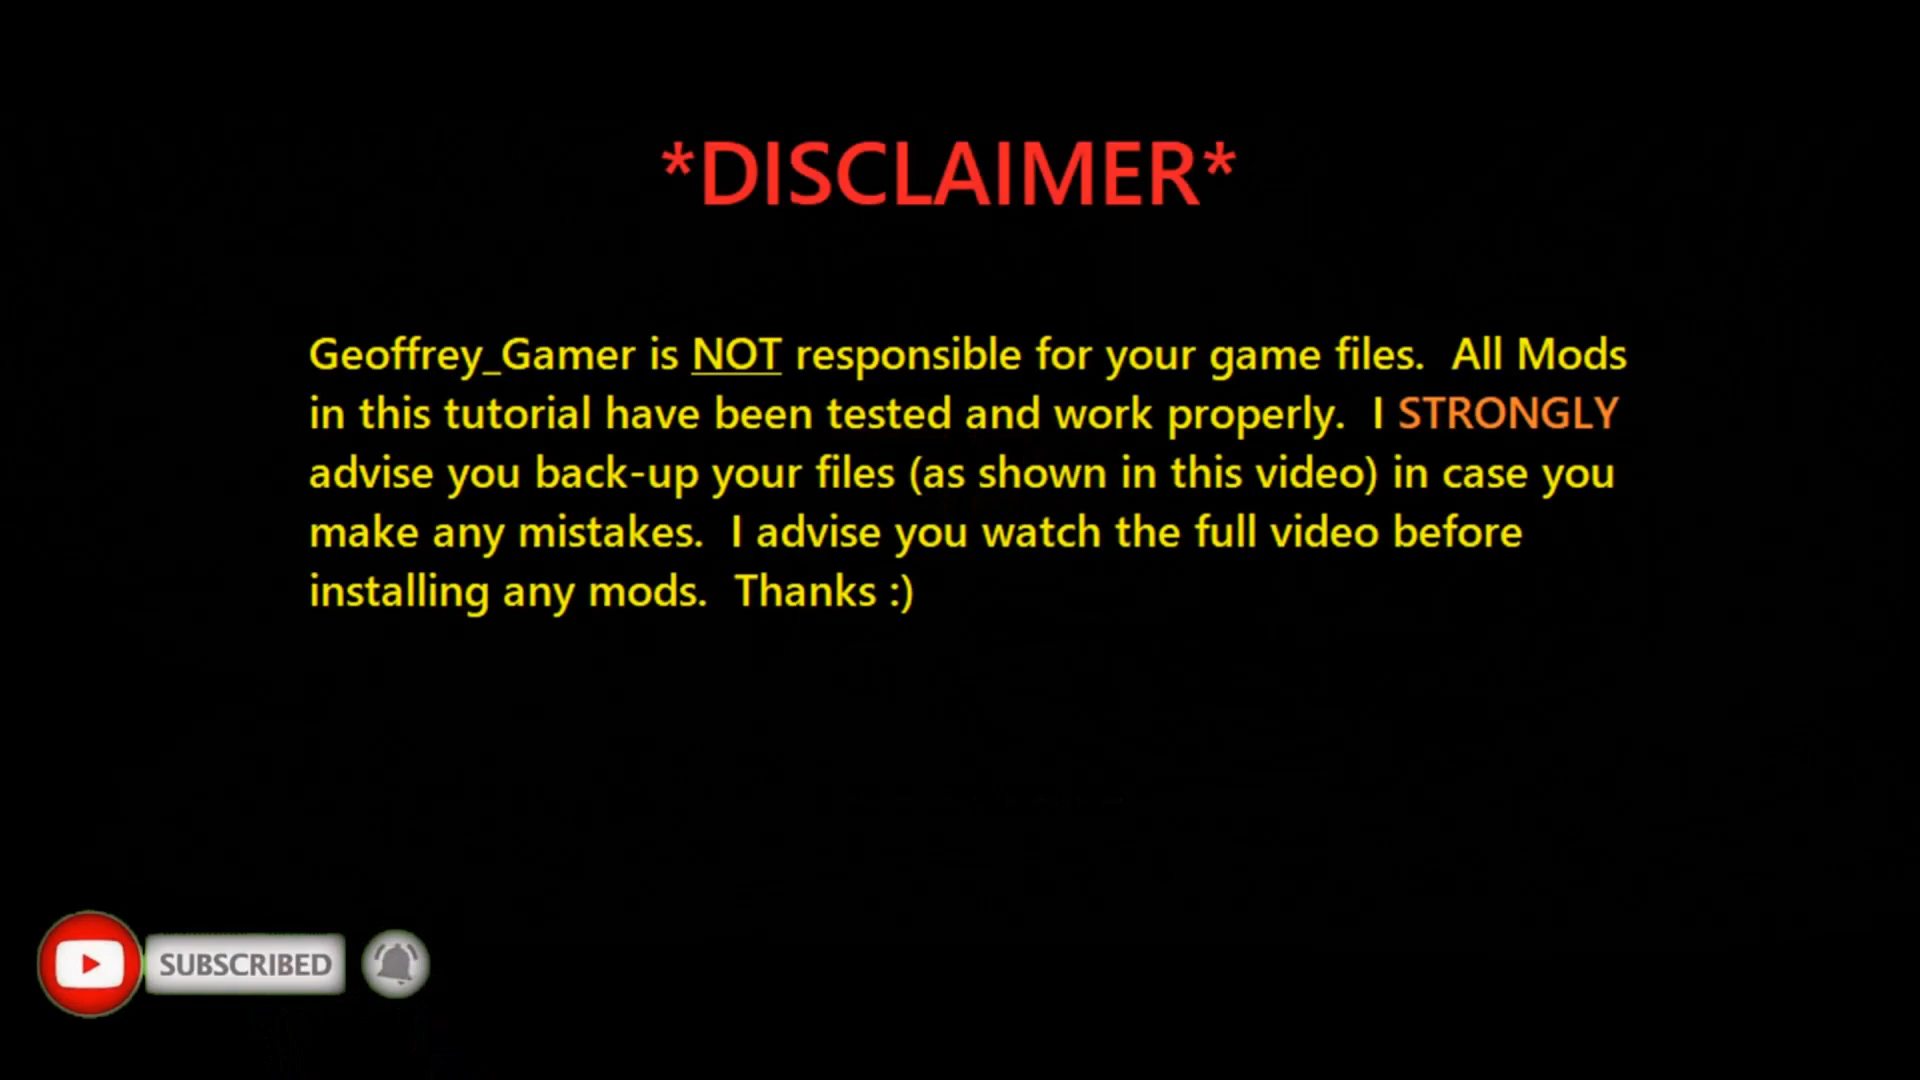 *DISCLAIMER*
Geoffrey_Gamer is NOT responsible for your game files.  All Mods
in this tutorial have been tested and work properly.  I STRONGLY
advise you back-up your files (as shown in this video) in case you
make any mistakes.  I advise you watch the full video before
installing any mods.  Thanks :)
SUBSCRIBED